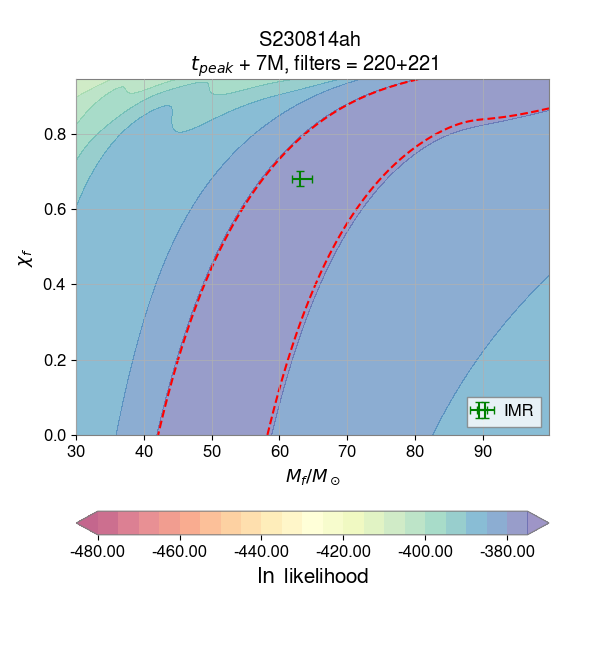 S230814ah
t_peak + 7M, filters = 220+221
χ_f
0.8
0.6
0.4
0.2
0.0
30 40 50 60 70 80 90
M_f/M_⊙
IMR
-480.00 -460.00 -440.00 -420.00 -400.00 -380.00
ln likelihood